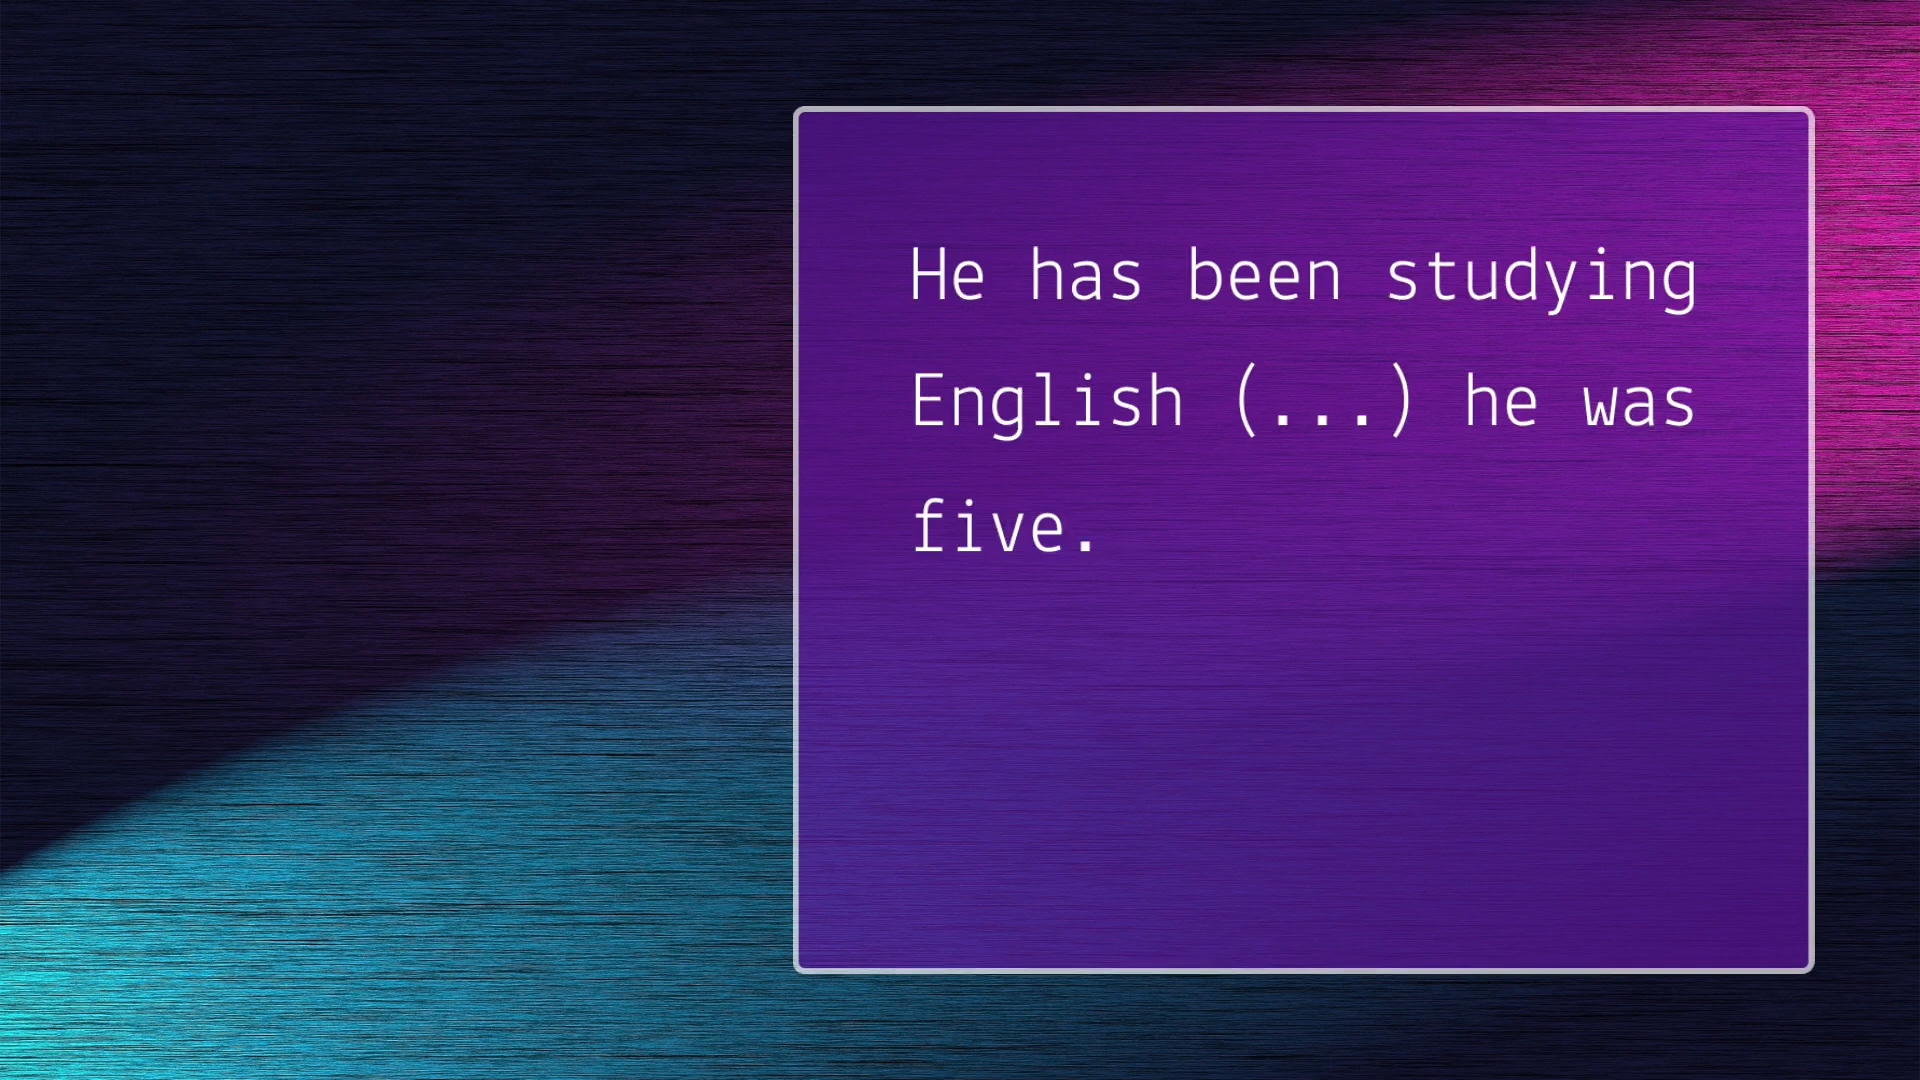 He has been studying
English (...) he was
five.